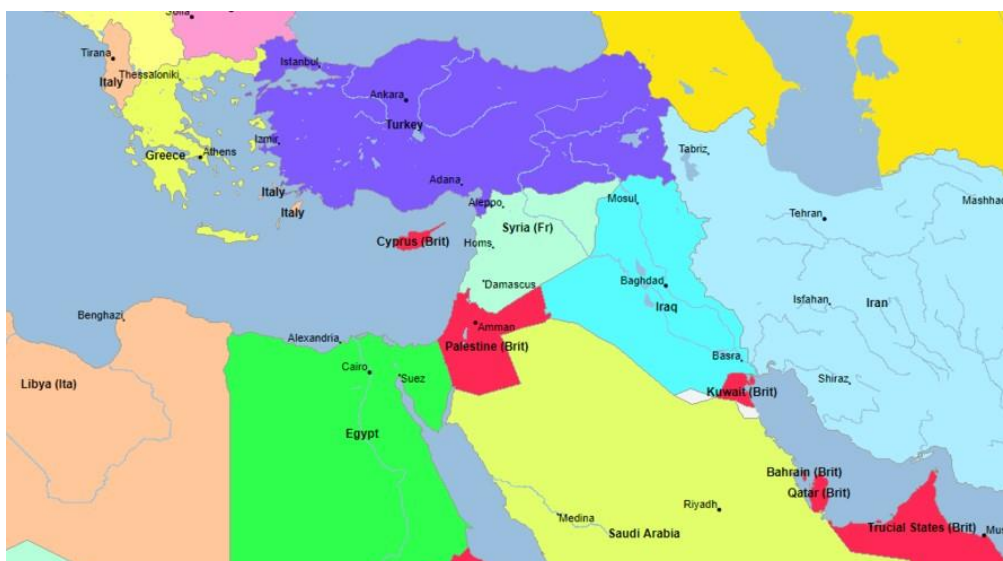 Sofia
Tirana
Italy
Thessaloniki
Istanbul
Ankara
Turkey
Tabriz
Tehran
Mashhad
Greece
Athens
Izmir
Adana
Italy
Italy
Aleppo
Mosul
Syria (Fr)
Cyprus (Brit)
Homs
Damascus
Baghdad
Iraq
Isfahan
Iran
Benghazi
Alexandria
Amman
Palestine (Brit)
Cairo
Suez
Basra
Kuwait (Brit)
Shiraz
Libya (Ita)
Egypt
Bahrain (Brit)
Qatar (Brit)
Medina
Riyadh
Saudi Arabia
Trucial States (Brit)
Mus